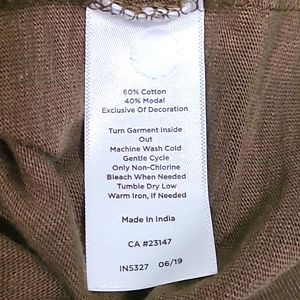 60% Cotton
40% Modal
Exclusive Of Decoration
Turn Garment Inside
Out
Machine Wash Cold
Gentle Cycle
Only Non-Chlorine
Bleach When Needed
Tumble Dry Low
Warm Iron, If Needed
Made In India
CA #23147
IN5327 06/19